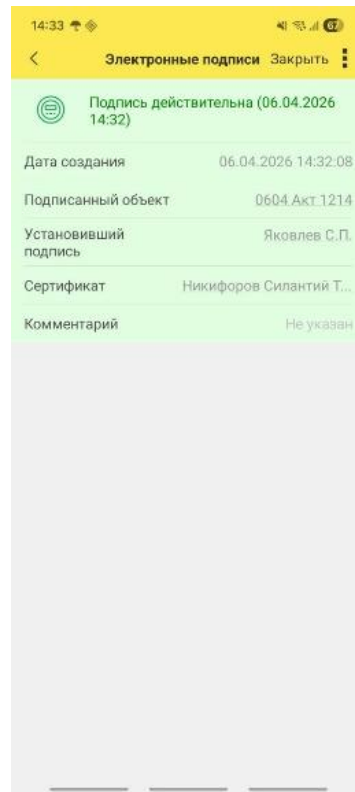 14:33
67
Электронные подписи Закрыть
Подпись действительна (06.04.2026
14:32)
Дата создания 06.04.2026 14:32:08
Подписанный объект 0604 Акт 1214
Установивший Яковлев С.П.
подпись
Сертификат Никифоров Силантий Т...
Комментарий Не указан